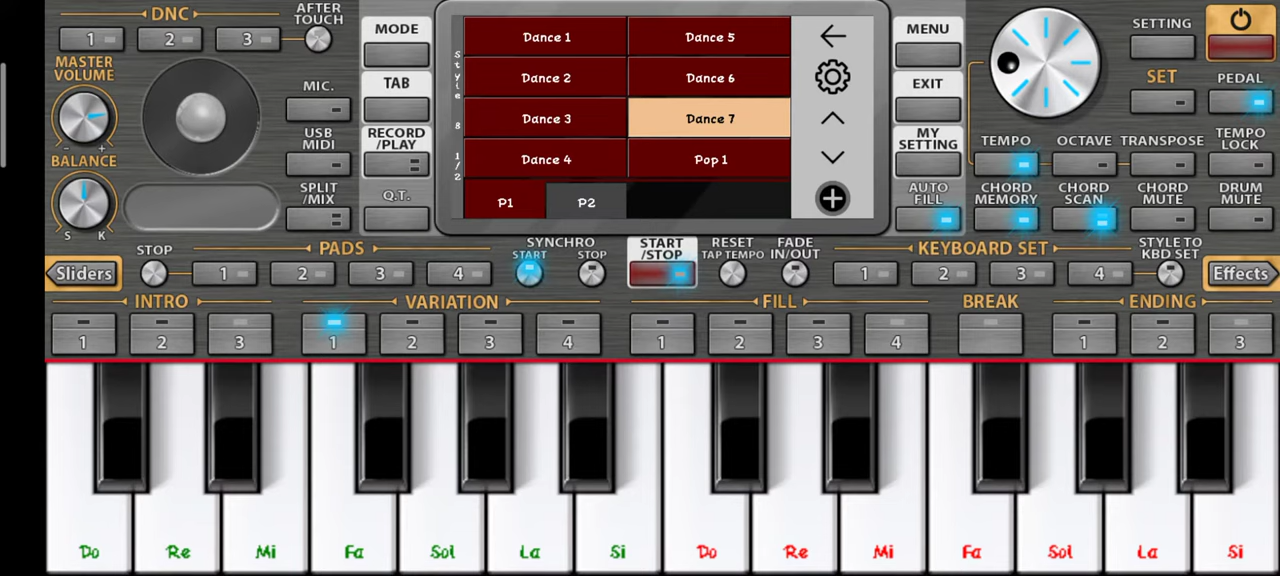 DNC
1 2 3
AFTER
TOUCH
MASTER
VOLUME
- +
BALANCE
S K
MIC.
USB
MIDI
SPLIT
/MIX
MODE
TAB
RECORD
/PLAY
Q.T.
Style
8
1/2
Dance 1
Dance 5
Dance 2
Dance 6
Dance 3
Dance 7
Dance 4
Pop 1
P1
P2
MENU
EXIT
MY
SETTING
AUTO
FILL
SETTING
SET
PEDAL
TEMPO
OCTAVE
TRANSPOSE
TEMPO
LOCK
CHORD
MEMORY
CHORD
SCAN
CHORD
MUTE
DRUM
MUTE
Sliders
STOP
PADS
1 2 3 4
SYNCHRO
START
STOP
START
/STOP
RESET
TAP TEMPO
FADE
IN/OUT
KEYBOARD SET
1 2 3 4
STYLE TO
KBD SET
Effects
INTRO
1 2 3
VARIATION
1 2 3 4
FILL
1 2 3 4
BREAK
ENDING
1 2 3
Do Re Mi Fa Sol La Si Do Re Mi Fa Sol La Si